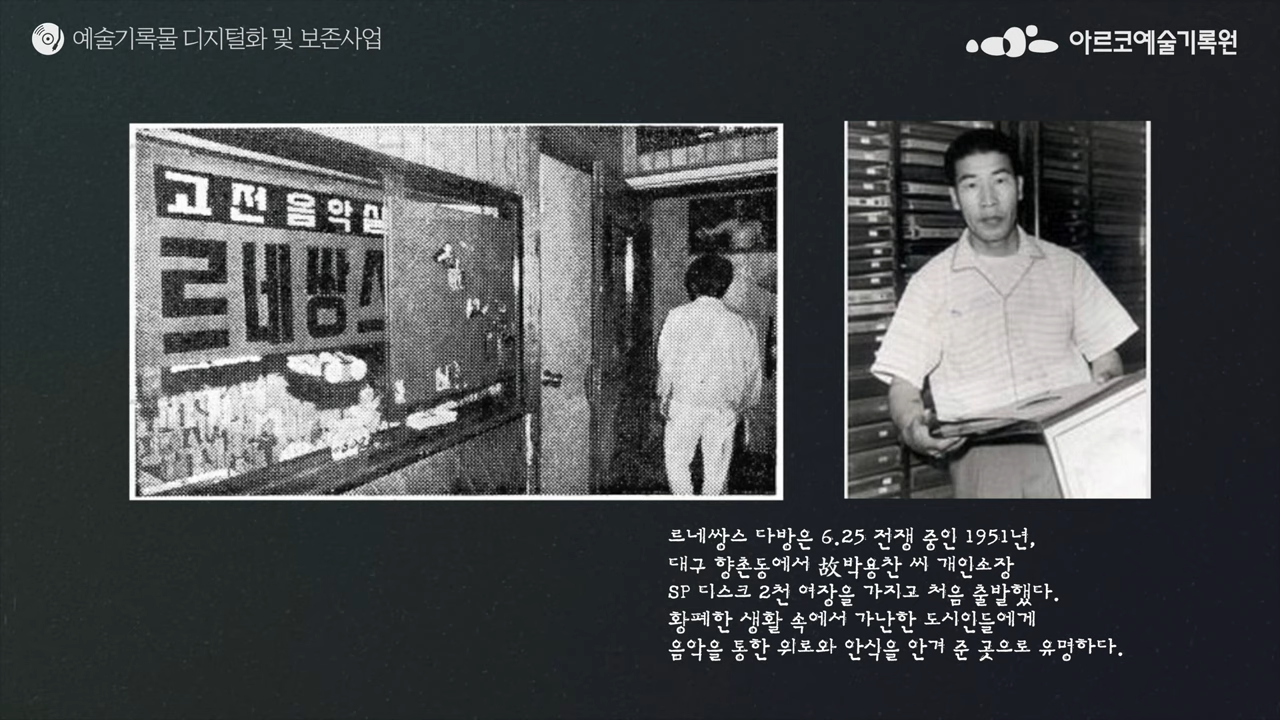 예술기록물 디지털화 및 보존사업
아르코예술기록원
고전음악실
르네쌍스
르네쌍스 다방은 6.25 전쟁 중인 1951년,
대구 향촌동에서 故박용찬 씨 개인소장
SP 디스크 2천 여장을 가지고 처음 출발했다.
황폐한 생활 속에서 가난한 도시인들에게
음악을 통한 위로와 안식을 안겨 준 곳으로 유명하다.